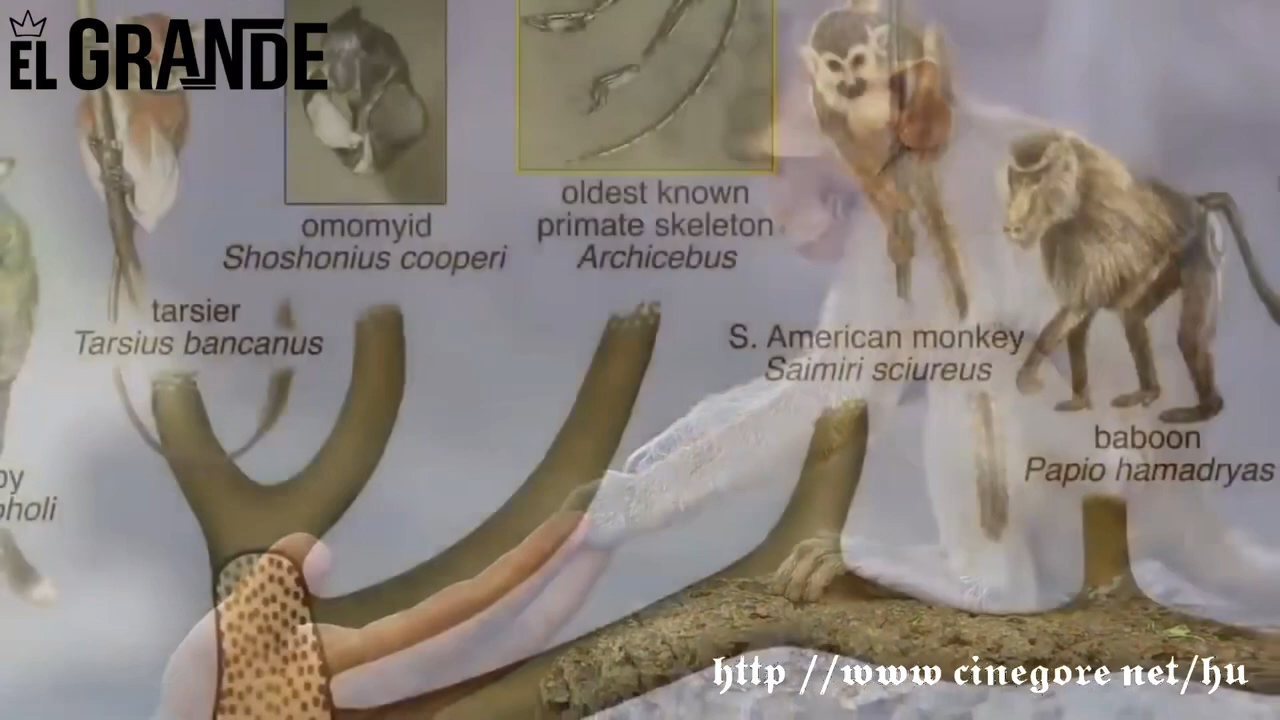 EL GRANDE
omomyid
Shoshonius cooperi
oldest known
primate skeleton
Archicebus
tarsier
Tarsius bancanus
S. American monkey
Saimiri sciureus
baboon
Papio hamadryas
http //www cinegore net/hu